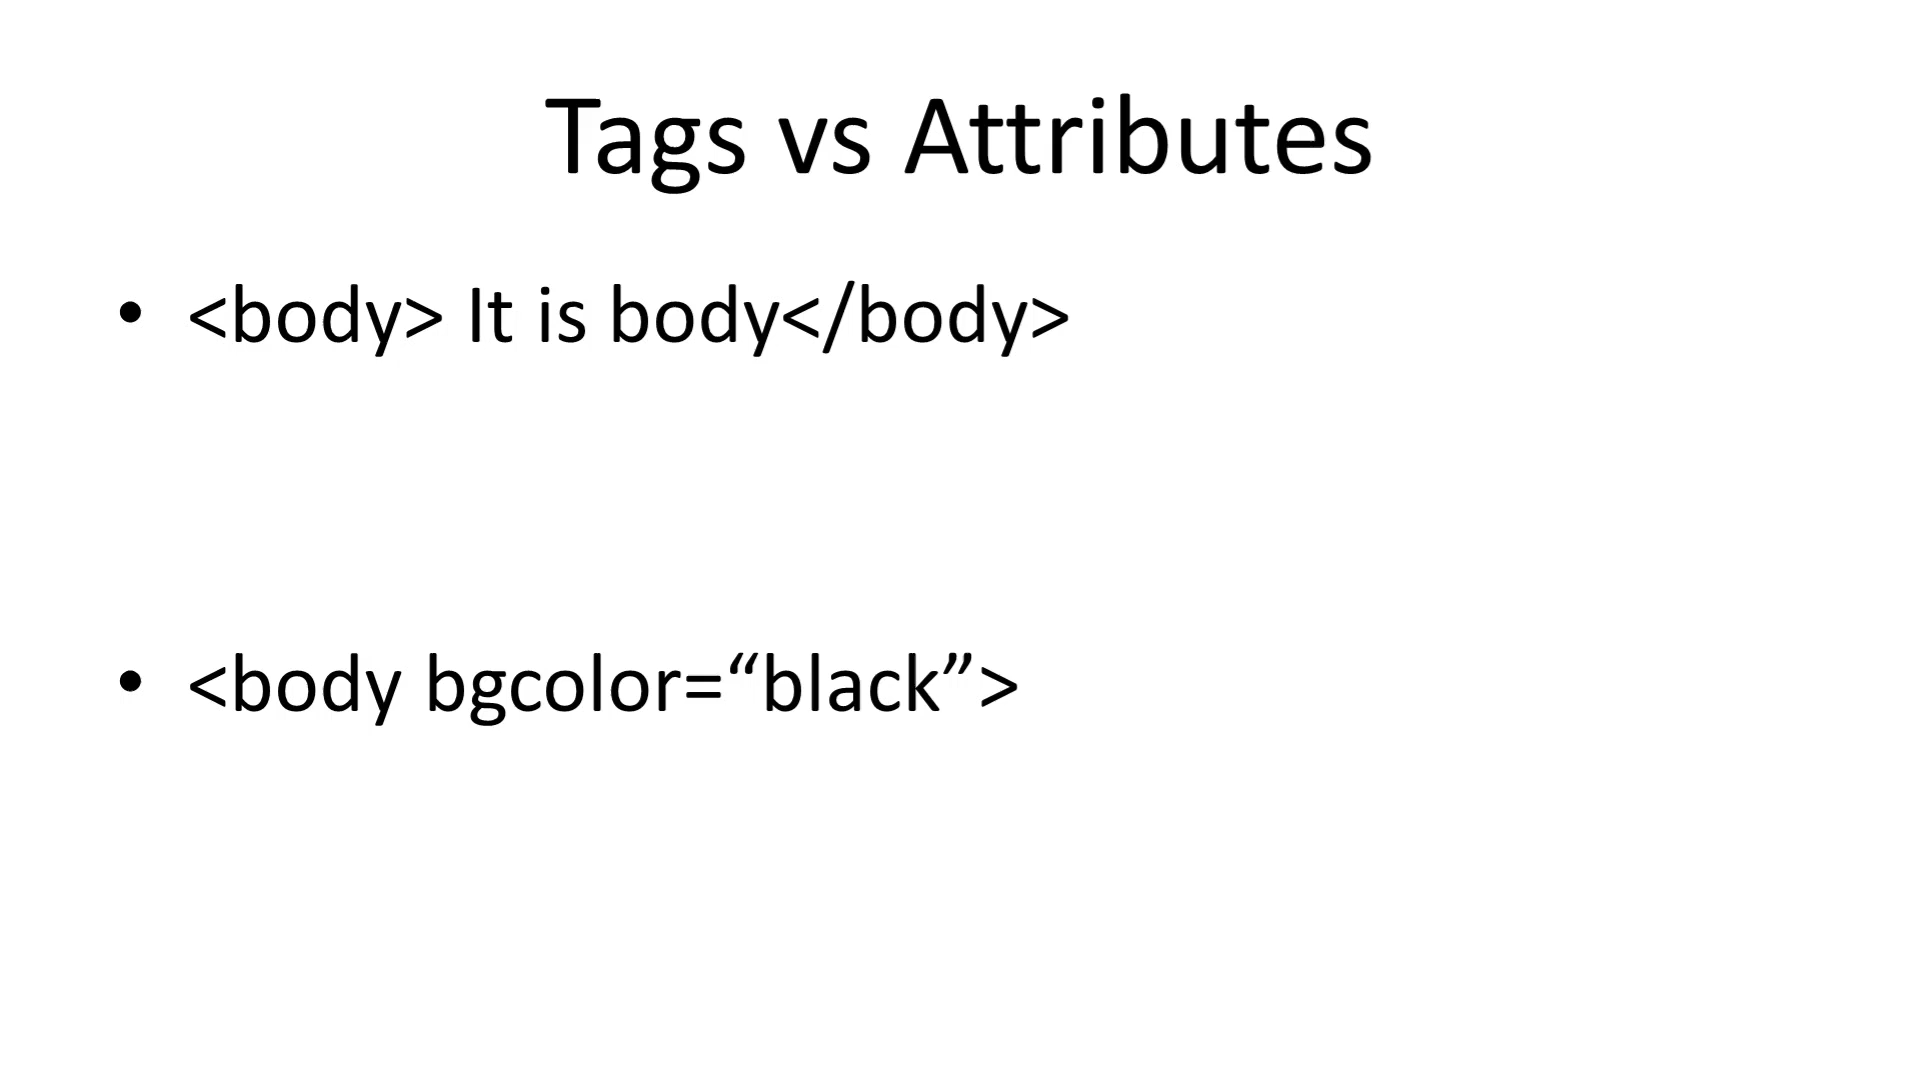 Tags vs Attributes
• <body> It is body</body>
• <body bgcolor=“black”>